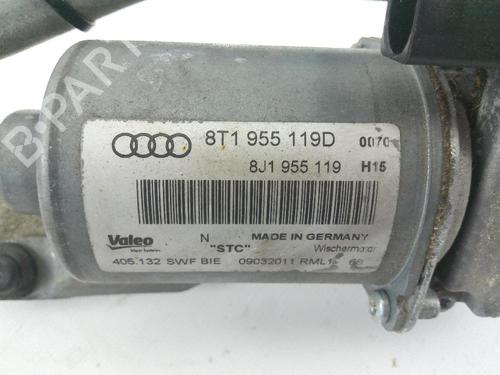 8T1 955 119D 0070
8J1 955 119 H15
Valeo N MADE IN GERMANY
"STC" Wischermotor
405.132 SWF BIE 09032011
B-PARTS